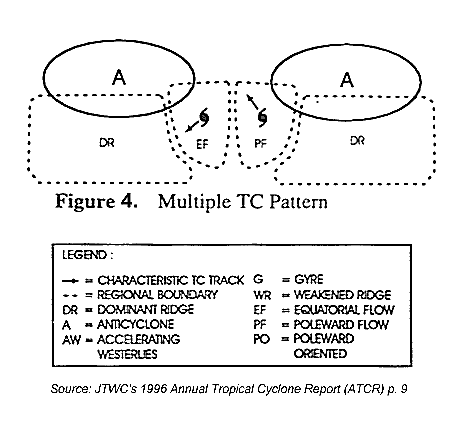 A
A
DR
EF
PF
DR
Figure 4. Multiple TC Pattern
LEGEND :
→ = CHARACTERISTIC TC TRACK
G = GYRE
- - - = REGIONAL BOUNDARY
WR = WEAKENED RIDGE
DR = DOMINANT RIDGE
EF = EQUATORIAL FLOW
A = ANTICYCLONE
PF = POLEWARD FLOW
AW = ACCELERATING
PO = POLEWARD
WESTERLIES
ORIENTED
Source: JTWC's 1996 Annual Tropical Cyclone Report (ATCR) p. 9